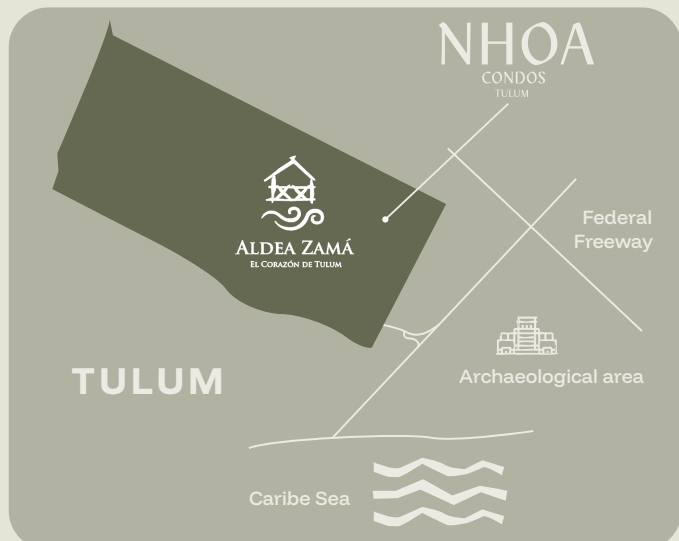 NHOA
CONDOS
TULUM
ALDEA ZAMÁ
EL CORAZÓN DE TULUM
Federal
Freeway
TULUM
Archaeological area
Caribe Sea